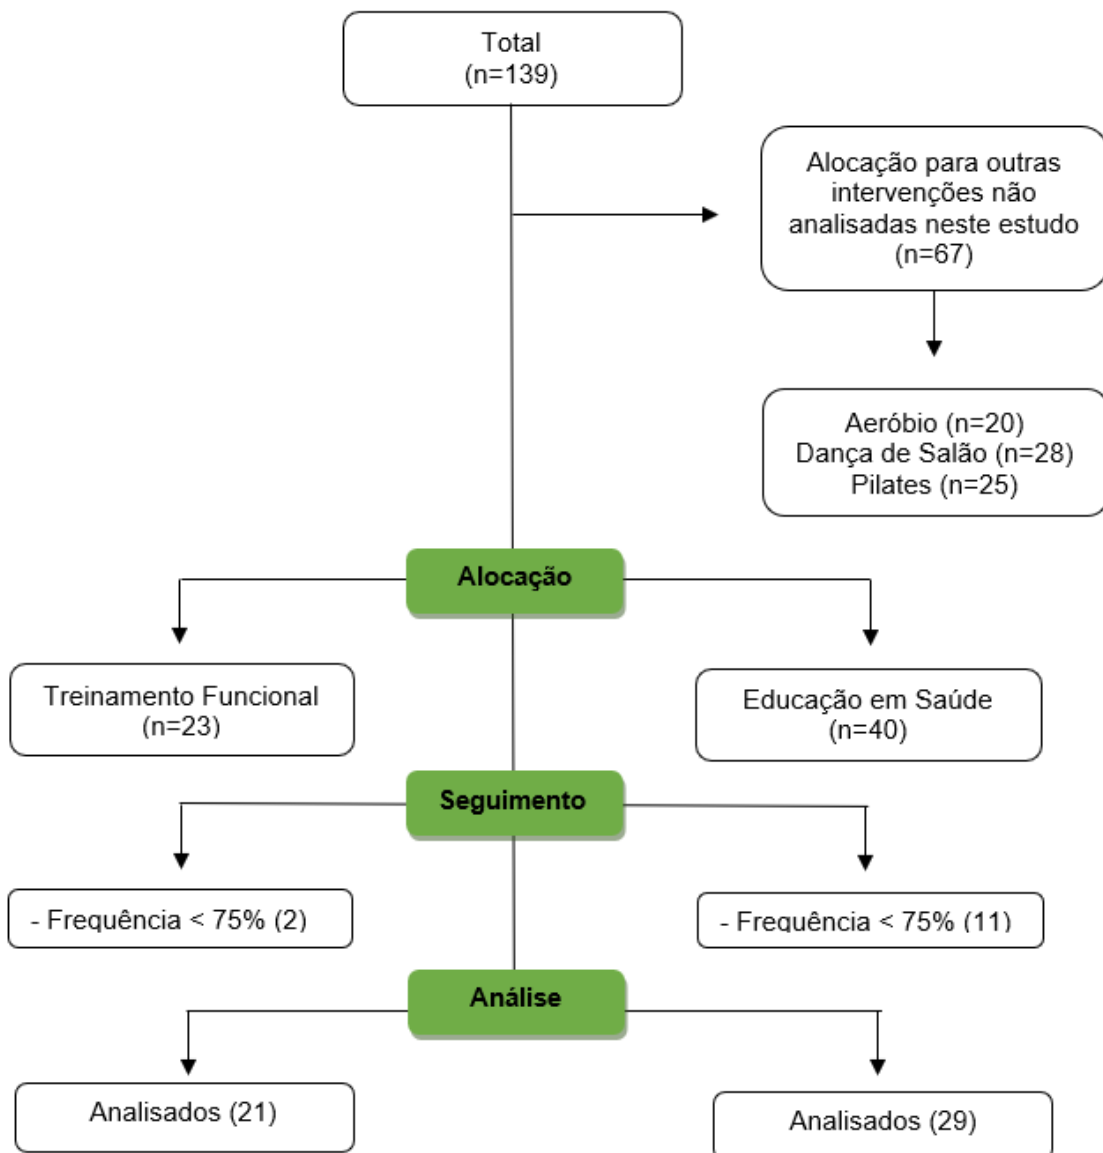 Total
(n=139)
Alocação para outras
intervenções não
analisadas neste estudo
(n=67)
Aeróbio (n=20)
Dança de Salão (n=28)
Pilates (n=25)
Alocação
Treinamento Funcional
(n=23)
Educação em Saúde
(n=40)
Seguimento
- Frequência < 75% (2)
- Frequência < 75% (11)
Análise
Analisados (21)
Analisados (29)